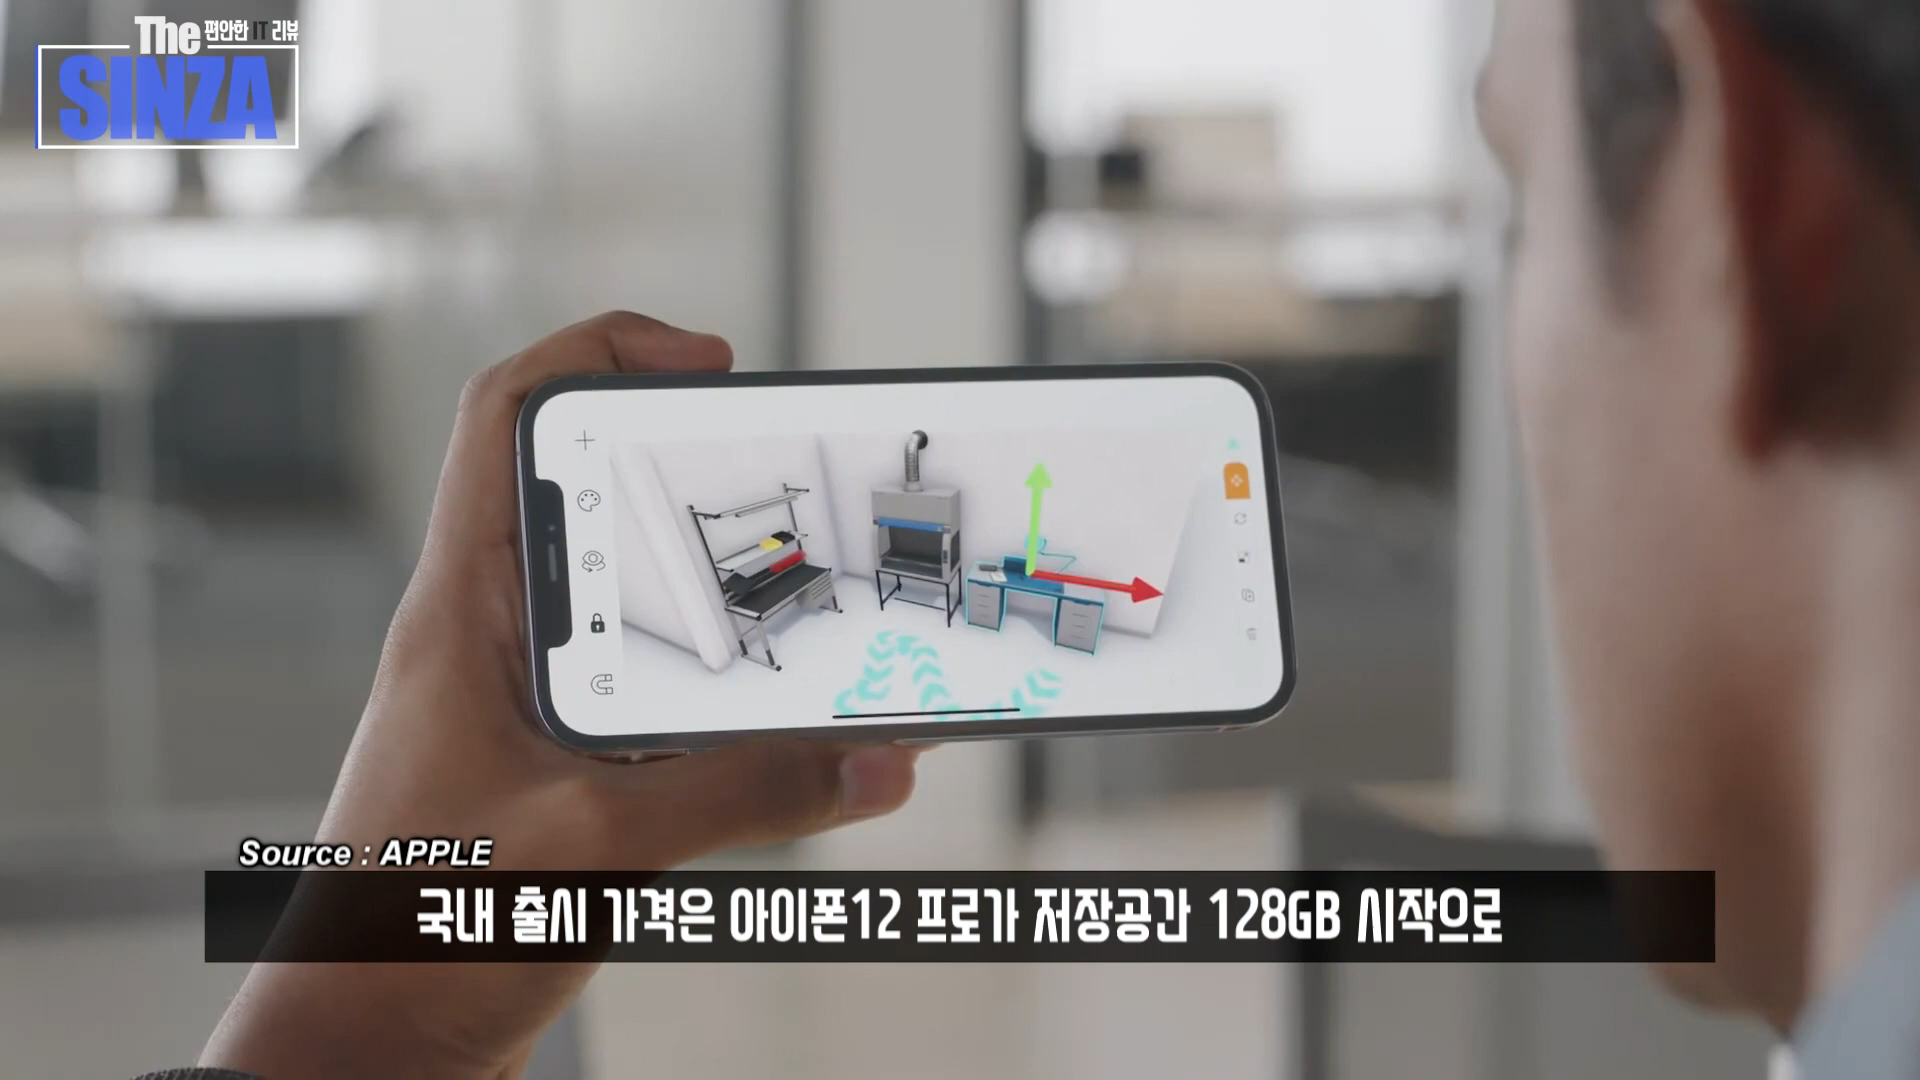 The 편안한 IT 리뷰
SINZA
Source : APPLE
국내 출시 가격은 아이폰12 프로가 저장공간 128GB 시작으로